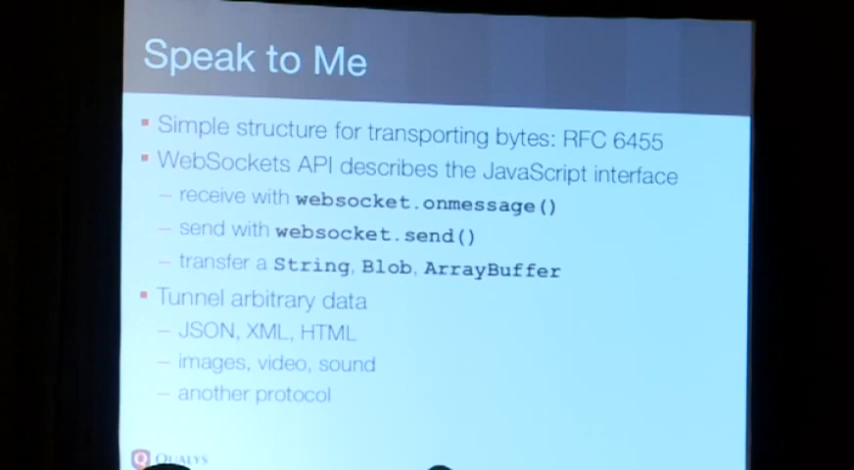 Speak to Me
▪ Simple structure for transporting bytes: RFC 6455
▪ WebSockets API describes the JavaScript interface
– receive with websocket.onmessage()
– send with websocket.send()
– transfer a String, Blob, ArrayBuffer
▪ Tunnel arbitrary data
– JSON, XML, HTML
– images, video, sound
– another protocol
QUALYS